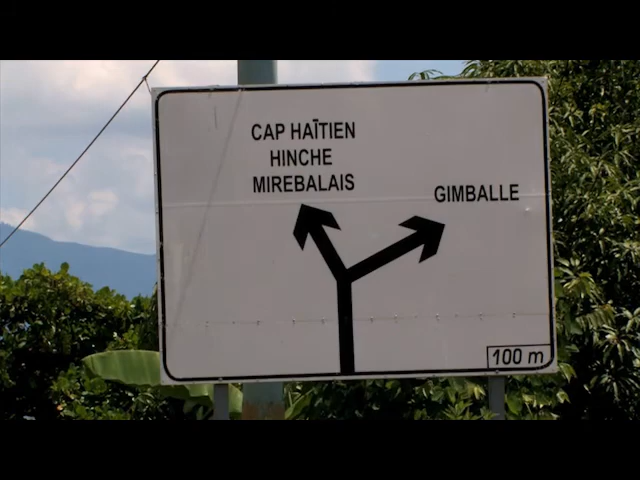 CAP HAÏTIEN
HINCHE
MIREBALAIS
GIMBALLE
100 m